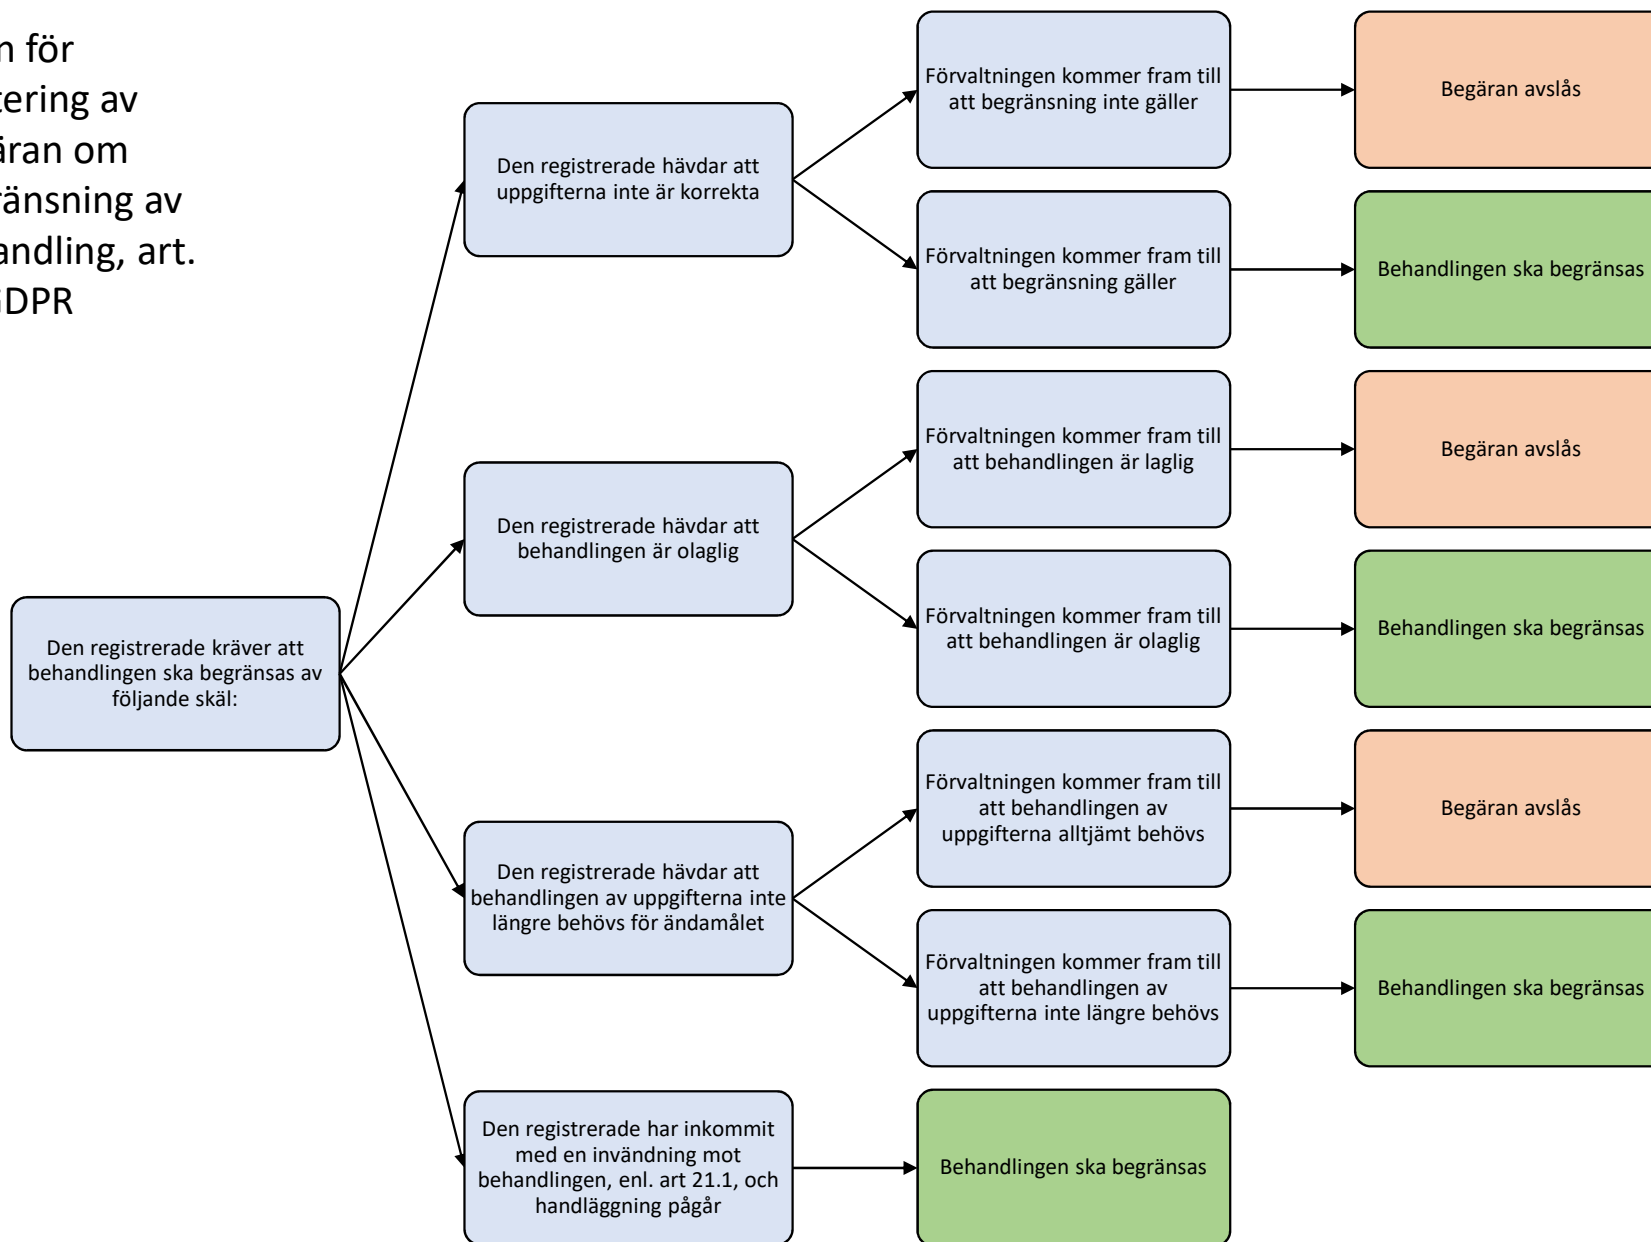 för
av
om
av
art.
Den registrerade kräver att
behandlingen ska begränsas av
följande skäl:
Den registrerade hävdar att
uppgifterna inte är korrekta
Förvaltningen kommer fram till
att begränsning inte gäller
Begäran avslås
Förvaltningen kommer fram till
att begränsning gäller
Behandlingen ska begränsas
Den registrerade hävdar att
behandlingen är olaglig
Förvaltningen kommer fram till
att behandlingen är laglig
Begäran avslås
Förvaltningen kommer fram till
att behandlingen är olaglig
Behandlingen ska begränsas
Den registrerade hävdar att
behandlingen av uppgifterna inte
längre behövs för ändamålet
Förvaltningen kommer fram till
att behandlingen av
uppgifterna alltjämt behövs
Begäran avslås
Förvaltningen kommer fram till
att behandlingen av
uppgifterna inte längre behövs
Behandlingen ska begränsas
Den registrerade har inkommit
med en invändning mot
behandlingen, enl. art 21.1, och
handläggning pågår
Behandlingen ska begränsas